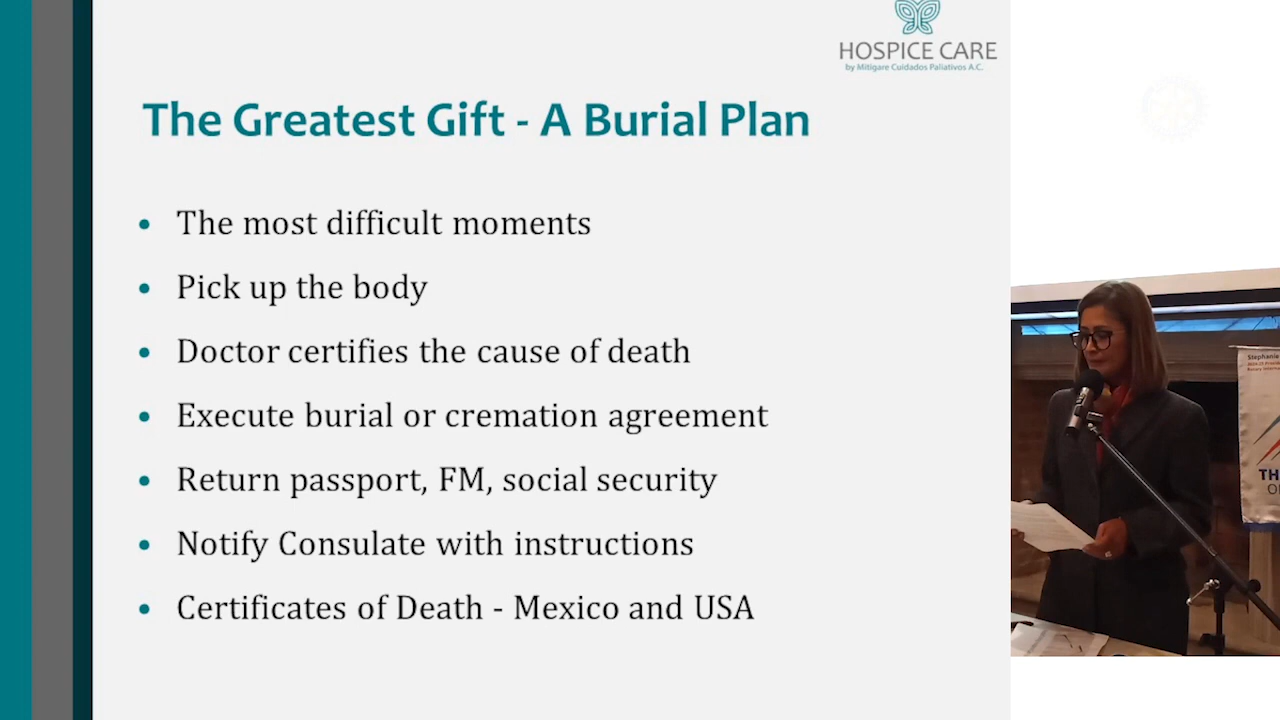 HOSPICE CARE
by Mitigare Cuidados Paliativos A.C.
The Greatest Gift - A Burial Plan
• The most difficult moments
• Pick up the body
• Doctor certifies the cause of death
• Execute burial or cremation agreement
• Return passport, FM, social security
• Notify Consulate with instructions
• Certificates of Death - Mexico and USA
Stephanie
TH
O